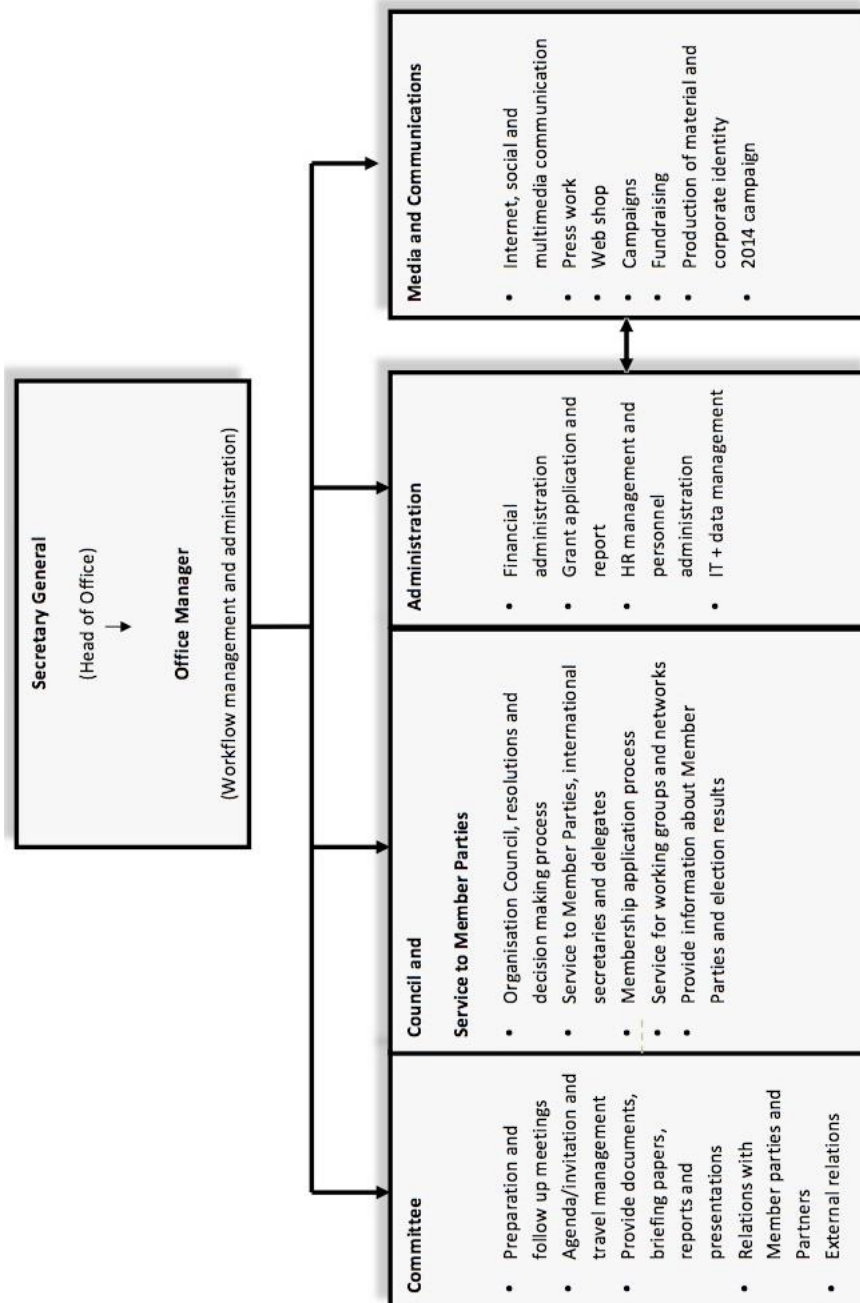 Secretary General
(Head of Office)
Office Manager
(Workflow management and administration)
Committee
• Preparation and
follow up meetings
• Agenda/invitation and
travel management
• Provide documents,
briefing papers,
reports and
presentations
• Relations with
Member parties and
Partners
• External relations
Council and
Service to Member Parties
• Organisation Council, resolutions and
decision making process
• Service to Member Parties, international
secretaries and delegates
• Membership application process
• Service for working groups and networks
• Provide information about Member
Parties and election results
Administration
• Financial
administration
• Grant application and
report
• HR management and
personnel
administration
• IT + data management
Media and Communications
• Internet, social and
multimedia communication
• Press work
• Web shop
• Campaigns
• Fundraising
• Production of material and
corporate identity
• 2014 campaign